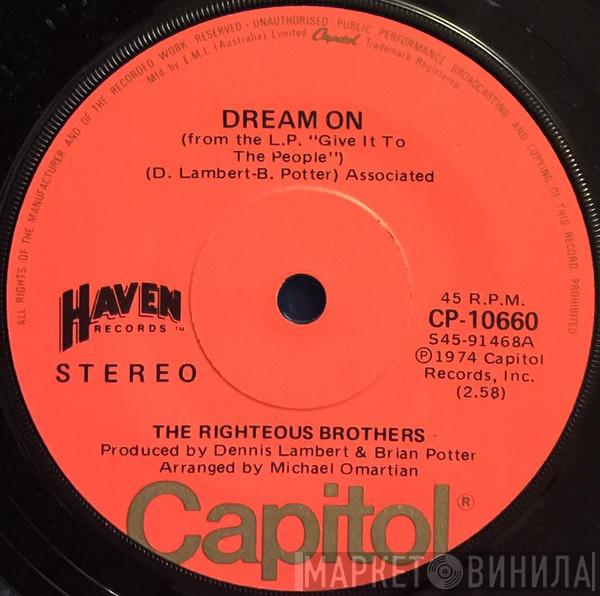 ALL RIGHTS OF THE MANUFACTURER AND OF THE RECORDED WORK RESERVED · UNAUTHORISED PUBLIC PERFORMANCE BROADCASTING AND COPYING OF THIS RECORD PROHIBITED
Mfd. by E.M.I. (Australia) Limited Capitol Trademark Registered
DREAM ON
(from the L.P. "Give It To
The People")
(D. Lambert-B. Potter) Associated
HAVEN
RECORDS ™
STEREO
45 R.P.M.
CP-10660
S45-91468A
Ⓟ1974 Capitol
Records, Inc.
(2.58)
THE RIGHTEOUS BROTHERS
Produced by Dennis Lambert & Brian Potter
Arranged by Michael Omartian
Capitol®
МАРКЕТ ВИНИЛА